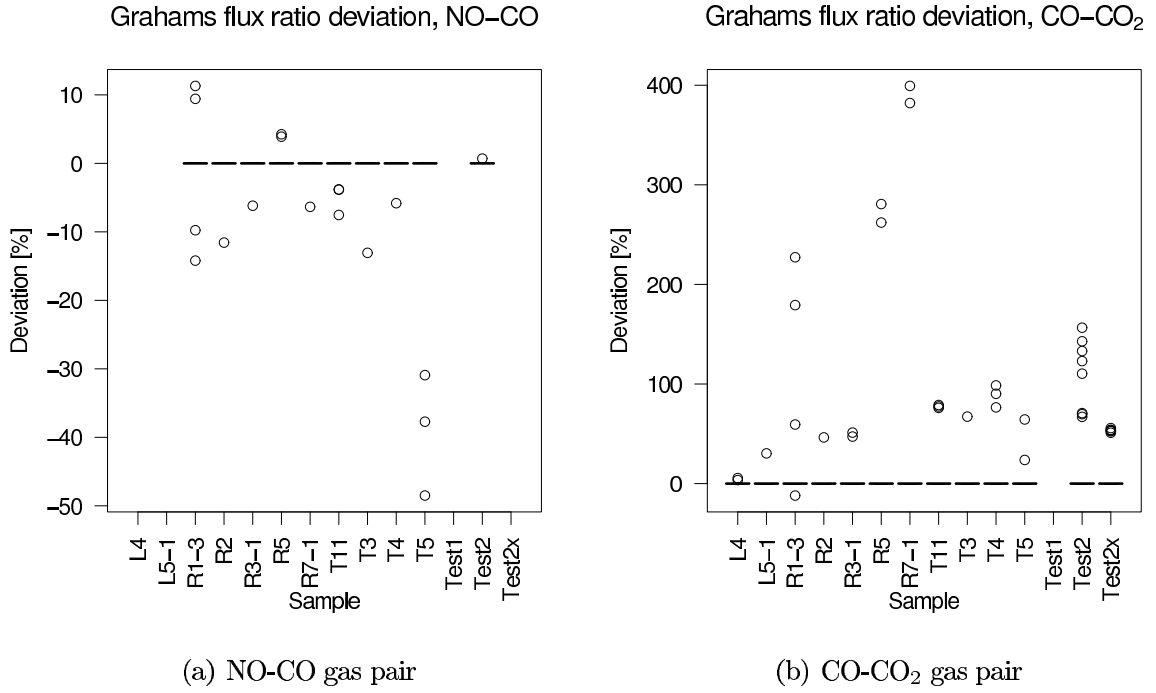 Grahams flux ratio deviation, NO−CO
Deviation [%]
10
0
−10
−20
−30
−40
−50
L4
L5−1
R1−3
R2
R3−1
R5
R7−1
T11
T3
T4
T5
Test1
Test2
Test2x
Sample
(a) NO-CO gas pair
Grahams flux ratio deviation, CO−CO₂
Deviation [%]
400
300
200
100
0
L4
L5−1
R1−3
R2
R3−1
R5
R7−1
T11
T3
T4
T5
Test1
Test2
Test2x
Sample
(b) CO-CO₂ gas pair